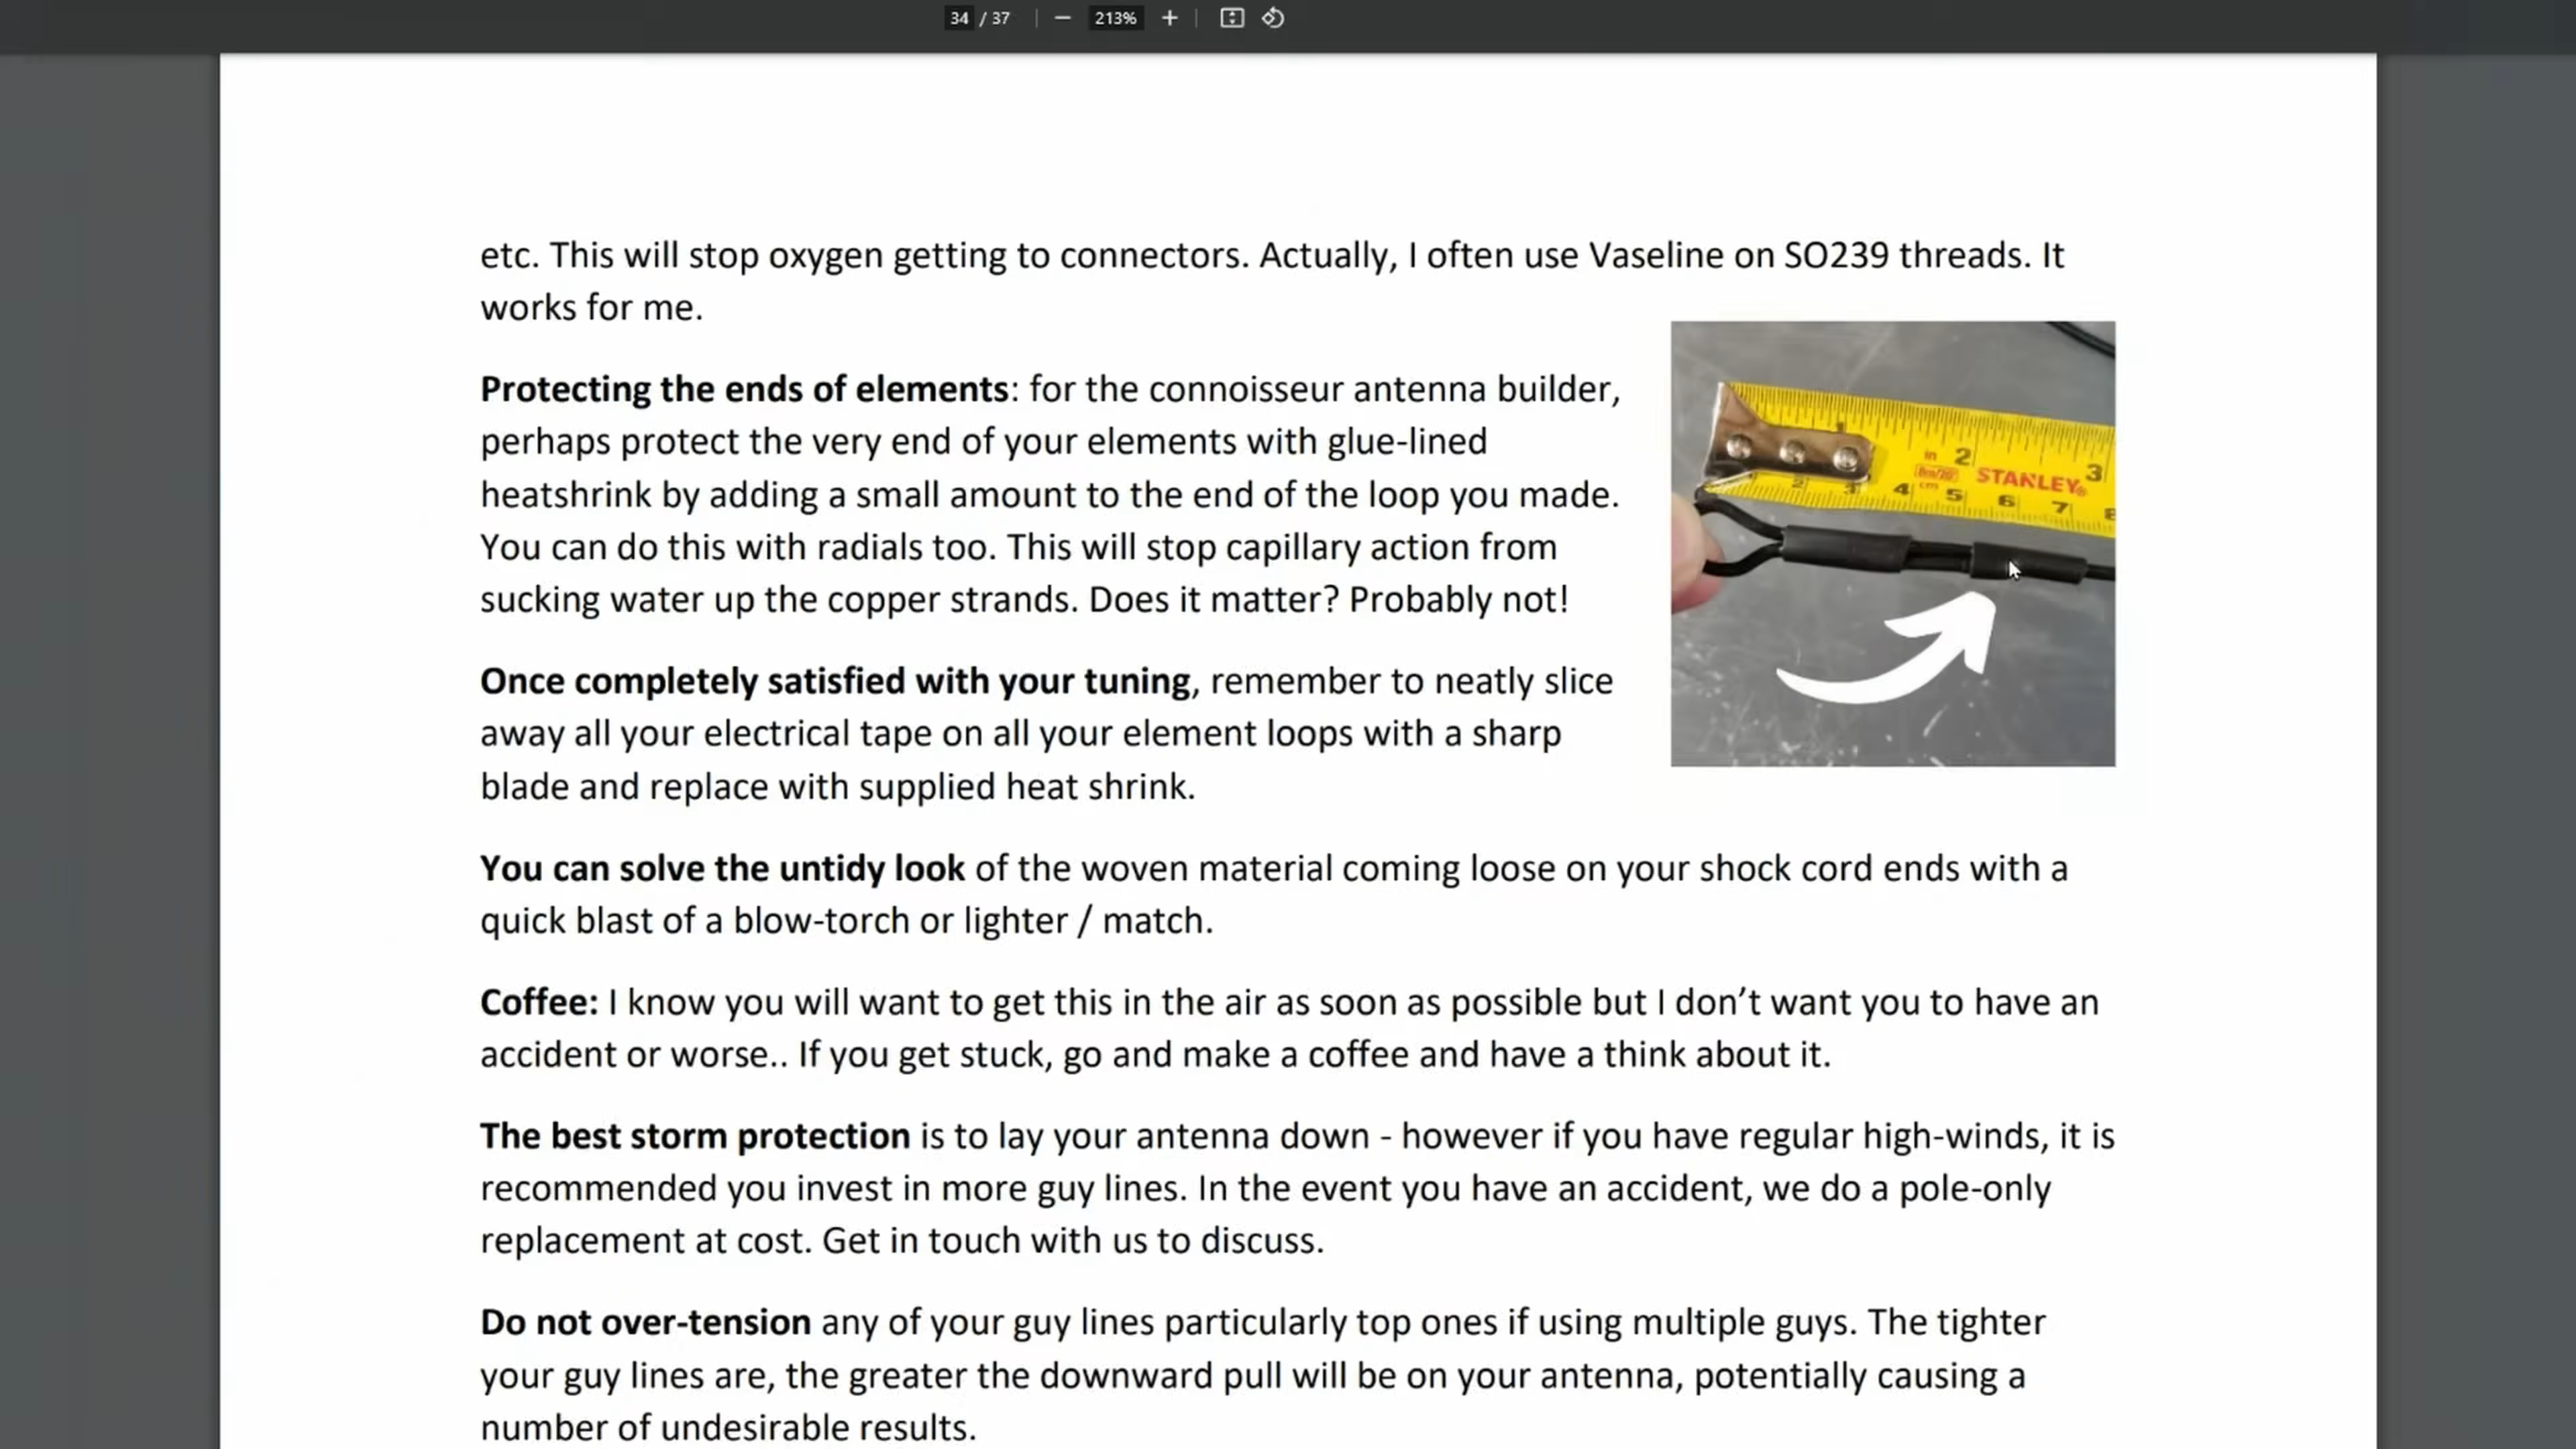 34 / 37 — 213% +
etc. This will stop oxygen getting to connectors. Actually, I often use Vaseline on SO239 threads. It
works for me.
Protecting the ends of elements: for the connoisseur antenna builder,
perhaps protect the very end of your elements with glue-lined
heatshrink by adding a small amount to the end of the loop you made.
You can do this with radials too. This will stop capillary action from
sucking water up the copper strands. Does it matter? Probably not!
in 2 3
STANLEY®
2 3 4 cm 5 6 7 8
Once completely satisfied with your tuning, remember to neatly slice
away all your electrical tape on all your element loops with a sharp
blade and replace with supplied heat shrink.
You can solve the untidy look of the woven material coming loose on your shock cord ends with a
quick blast of a blow-torch or lighter / match.
Coffee: I know you will want to get this in the air as soon as possible but I don’t want you to have an
accident or worse.. If you get stuck, go and make a coffee and have a think about it.
The best storm protection is to lay your antenna down - however if you have regular high-winds, it is
recommended you invest in more guy lines. In the event you have an accident, we do a pole-only
replacement at cost. Get in touch with us to discuss.
Do not over-tension any of your guy lines particularly top ones if using multiple guys. The tighter
your guy lines are, the greater the downward pull will be on your antenna, potentially causing a
number of undesirable results.